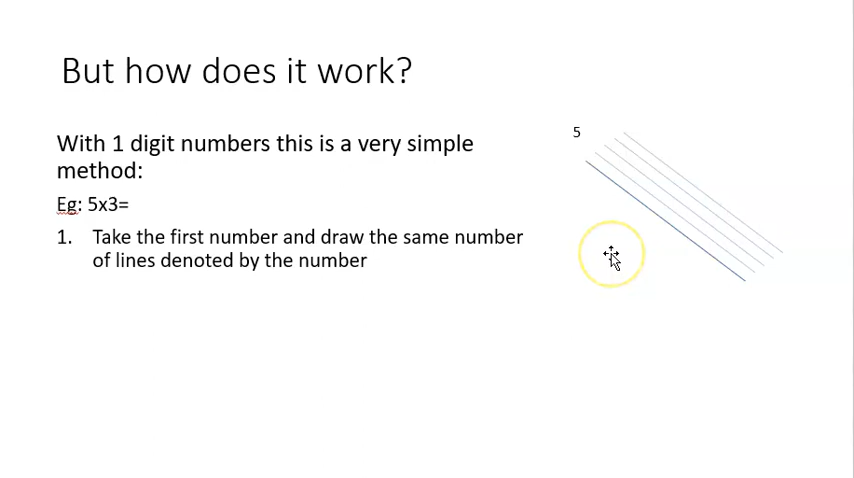 But how does it work?
With 1 digit numbers this is a very simple
method:
Eg: 5x3=
1. Take the first number and draw the same number
of lines denoted by the number
5